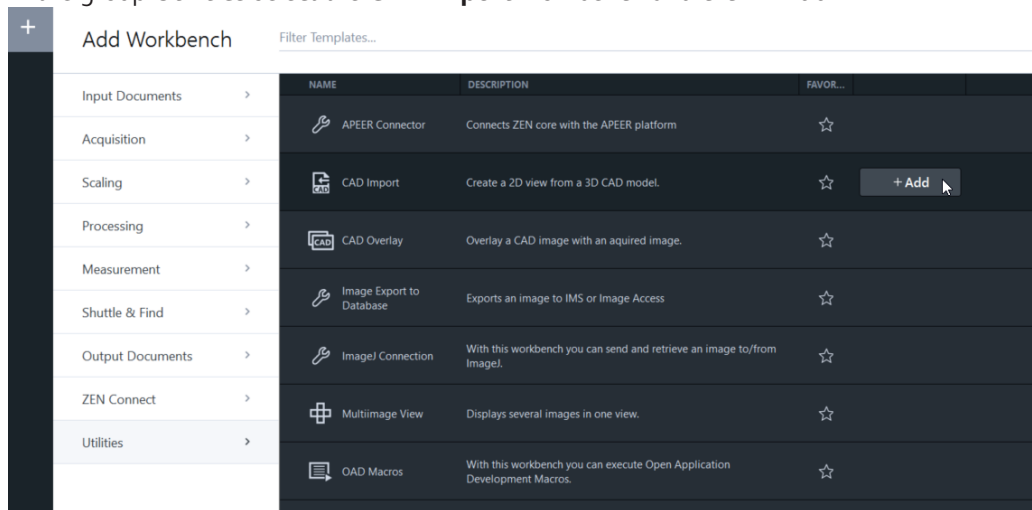 +
Add Workbench
Filter Templates...
Input Documents
Acquisition
Scaling
Processing
Measurement
Shuttle & Find
Output Documents
ZEN Connect
Utilities
NAME DESCRIPTION FAVOR...
APEER Connector Connects ZEN core with the APEER platform
CAD CAD Import Create a 2D view from a 3D CAD model. + Add
CAD CAD Overlay Overlay a CAD image with an aquired image.
Image Export to
Database
Exports an image to IMS or Image Access
ImageJ Connection
With this workbench you can send and retrieve an image to/from
ImageJ.
Multiimage View Displays several images in one view.
OAD Macros
With this workbench you can execute Open Application
Development Macros.